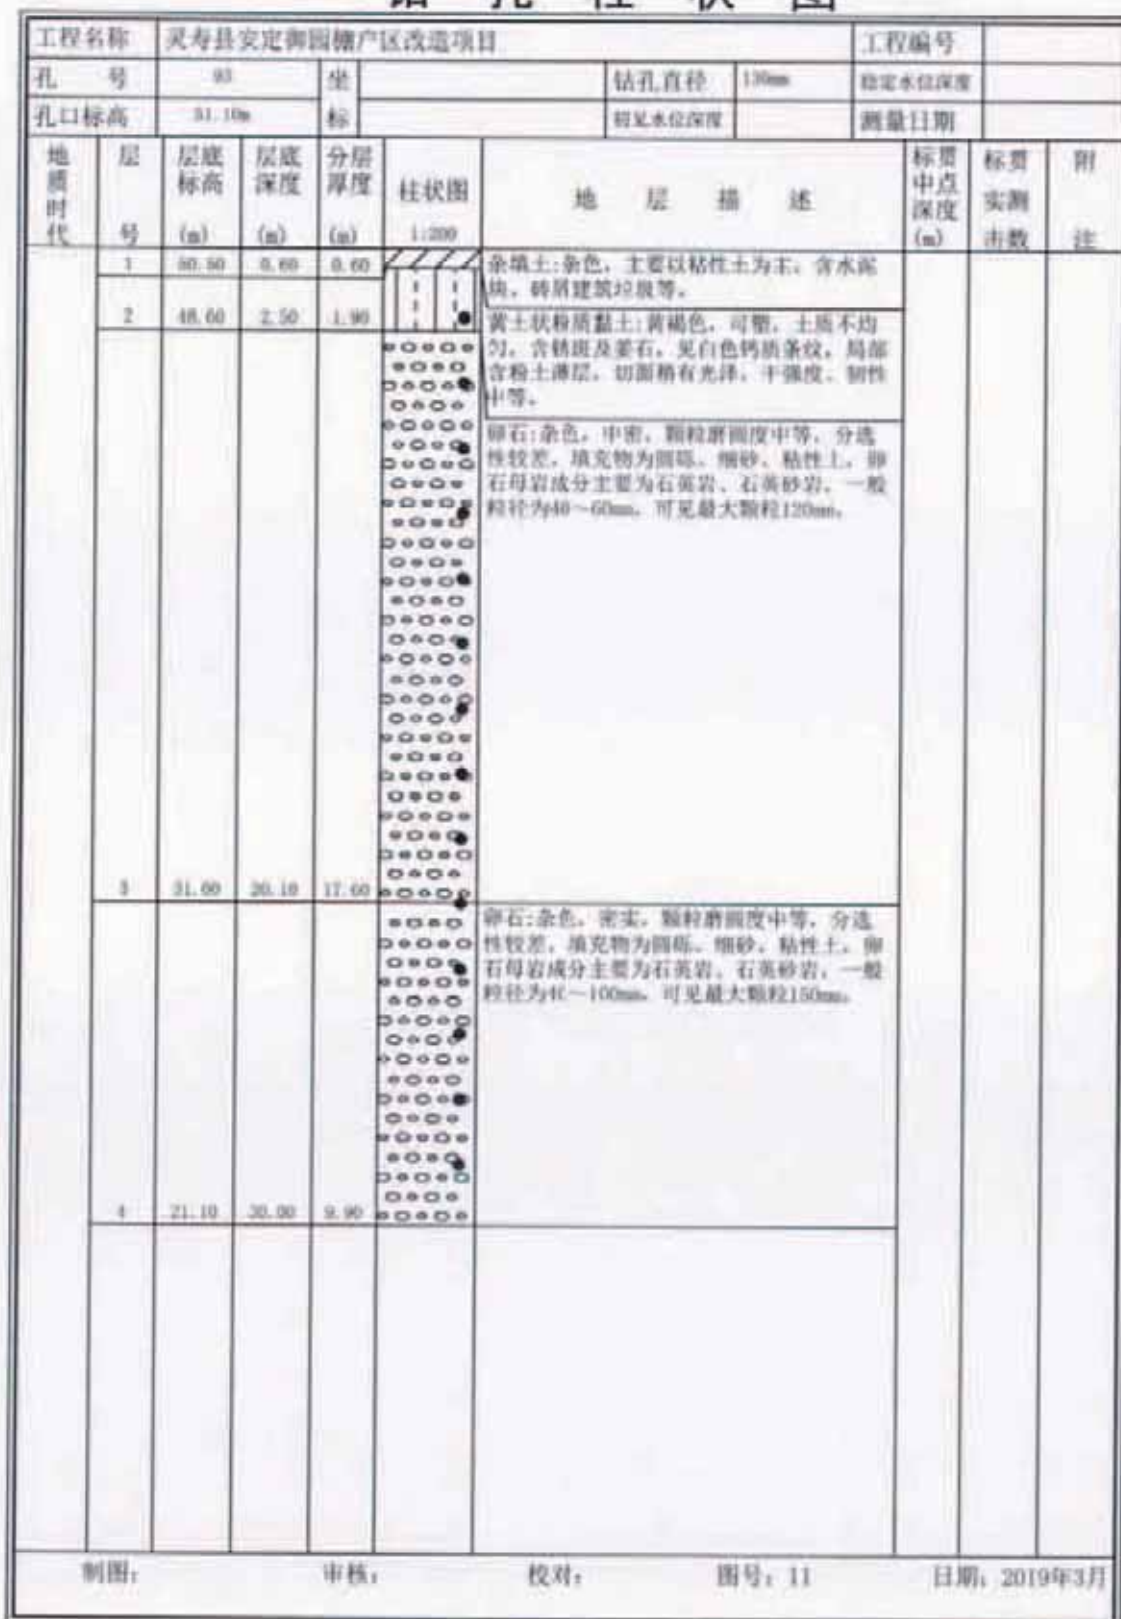 钻 孔 柱 状 图
工程名称 灵寿县安定御园棚产区改造项目 工程编号
孔 号 93 坐 钻孔直径 130mm 稳定水位深度
孔口标高 51.10m 标 初见水位深度 测量日期
地质时代 层号 层底标高(m) 层底深度(m) 分层厚度(m) 柱状图 1:200 地 层 描 述 标贯中点深度(m) 标贯实测击数 附注
1 50.50 0.60 0.60 杂填土:杂色，主要以粘性土为主，含水泥
块、砖屑建筑垃圾等。
2 48.60 2.50 1.90 黄土状粉质黏土:黄褐色，可塑，土质不均
匀，含锈斑及姜石，见白色钙质条纹，局部
含粉土薄层，切面稍有光泽，干强度、韧性
中等。
卵石:杂色，中密，颗粒磨圆度中等，分选
性较差，填充物为圆砾、细砂、粘性土，卵
石母岩成分主要为石英岩、石英砂岩，一般
粒径为40～60mm，可见最大颗粒120mm。
3 31.00 20.10 17.60
卵石:杂色，密实，颗粒磨圆度中等，分选
性较差，填充物为圆砾、细砂、粘性土，卵
石母岩成分主要为石英岩、石英砂岩，一般
粒径为40～100mm，可见最大颗粒150mm。
4 21.10 30.00 9.90
制图: 审核: 校对: 图号: 11 日期: 2019年3月